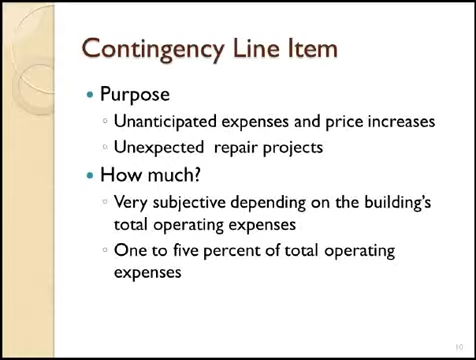 Contingency Line Item
• Purpose
◦ Unanticipated expenses and price increases
◦ Unexpected repair projects
• How much?
◦ Very subjective depending on the building's
total operating expenses
◦ One to five percent of total operating
expenses
10